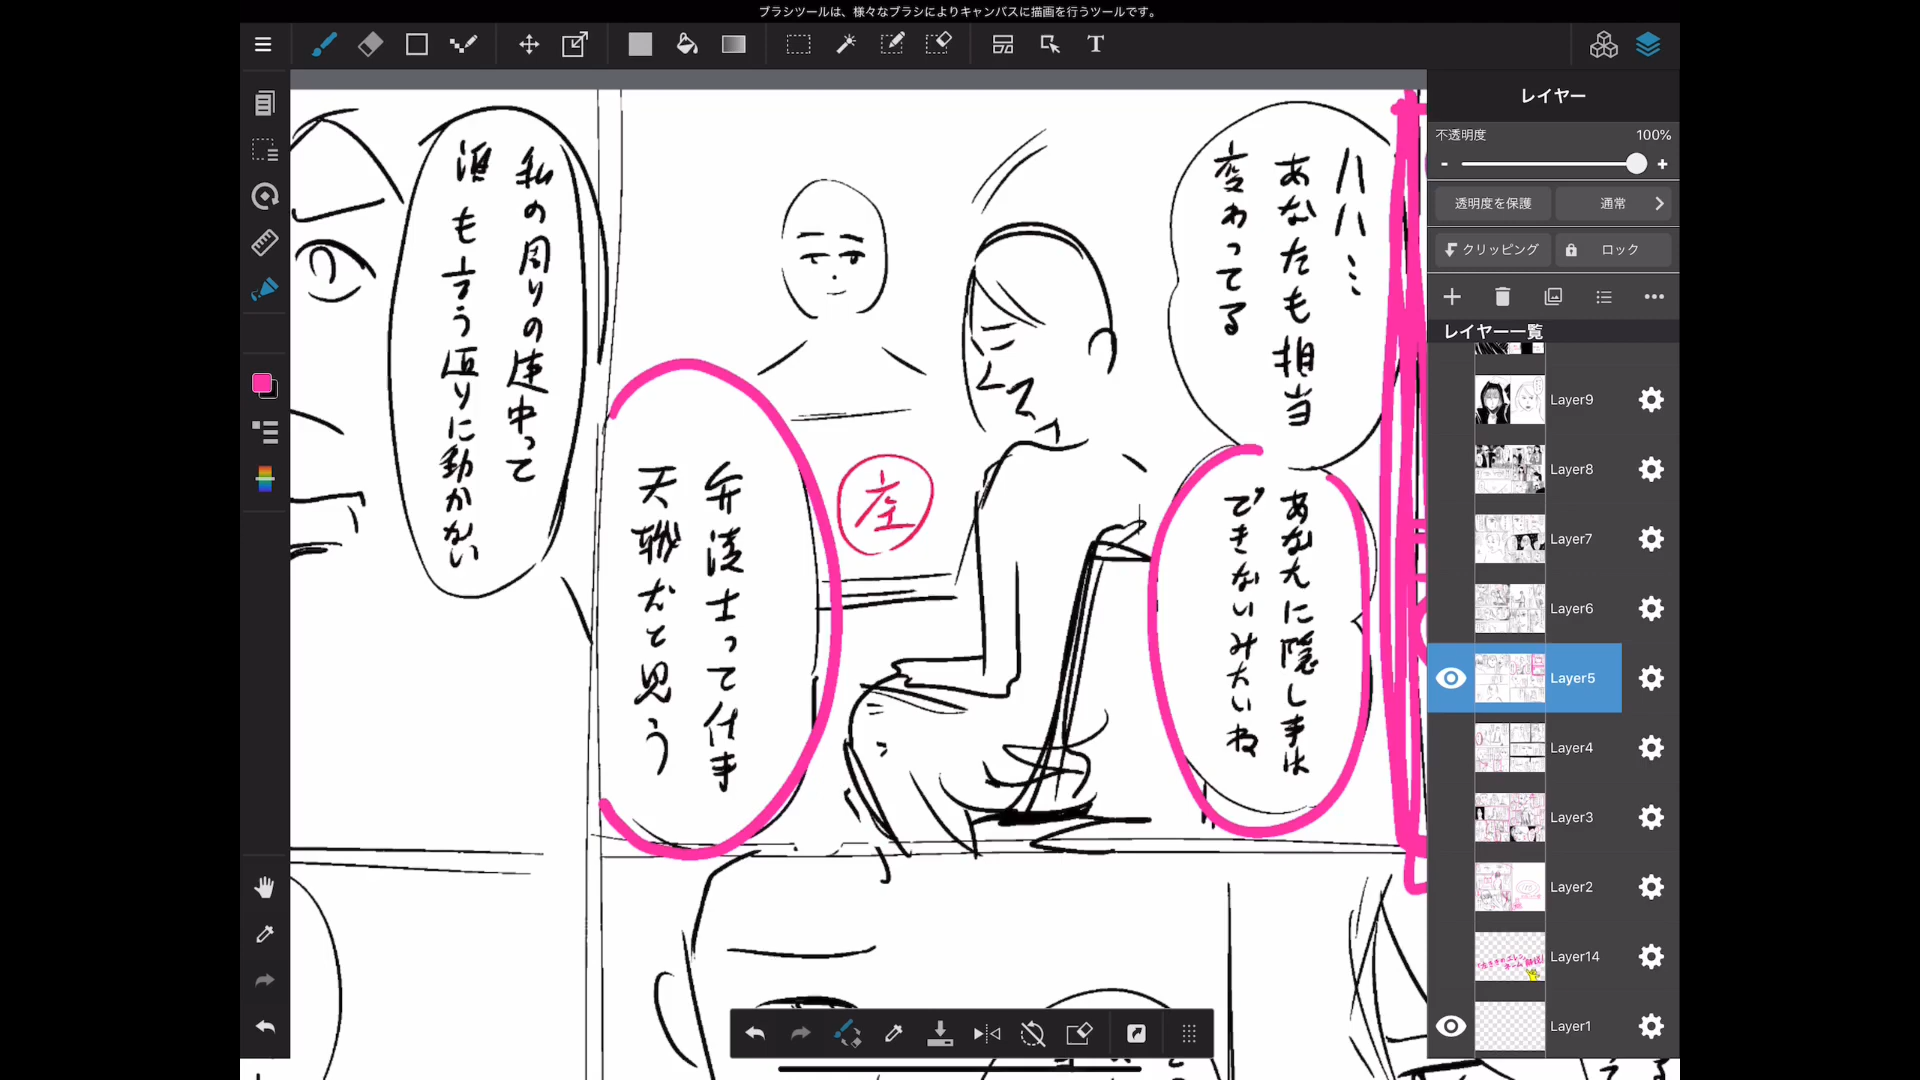 ブラシツールは、様々なブラシによりキャンバスに描画を行うツールです。
T
レイヤー
不透明度
100%
- +
透明度を保護
通常
クリッピング
ロック
レイヤー一覧
Layer9
Layer8
Layer7
Layer6
Layer5
Layer4
Layer3
Layer2
Layer14
Layer1
ハハ…
あなたも相当
変わってる
あなたに隠し事は
できないみたいね
弁護士って仕事
天職だと思う
私の周りの連中って
誰も言う通りに動かない